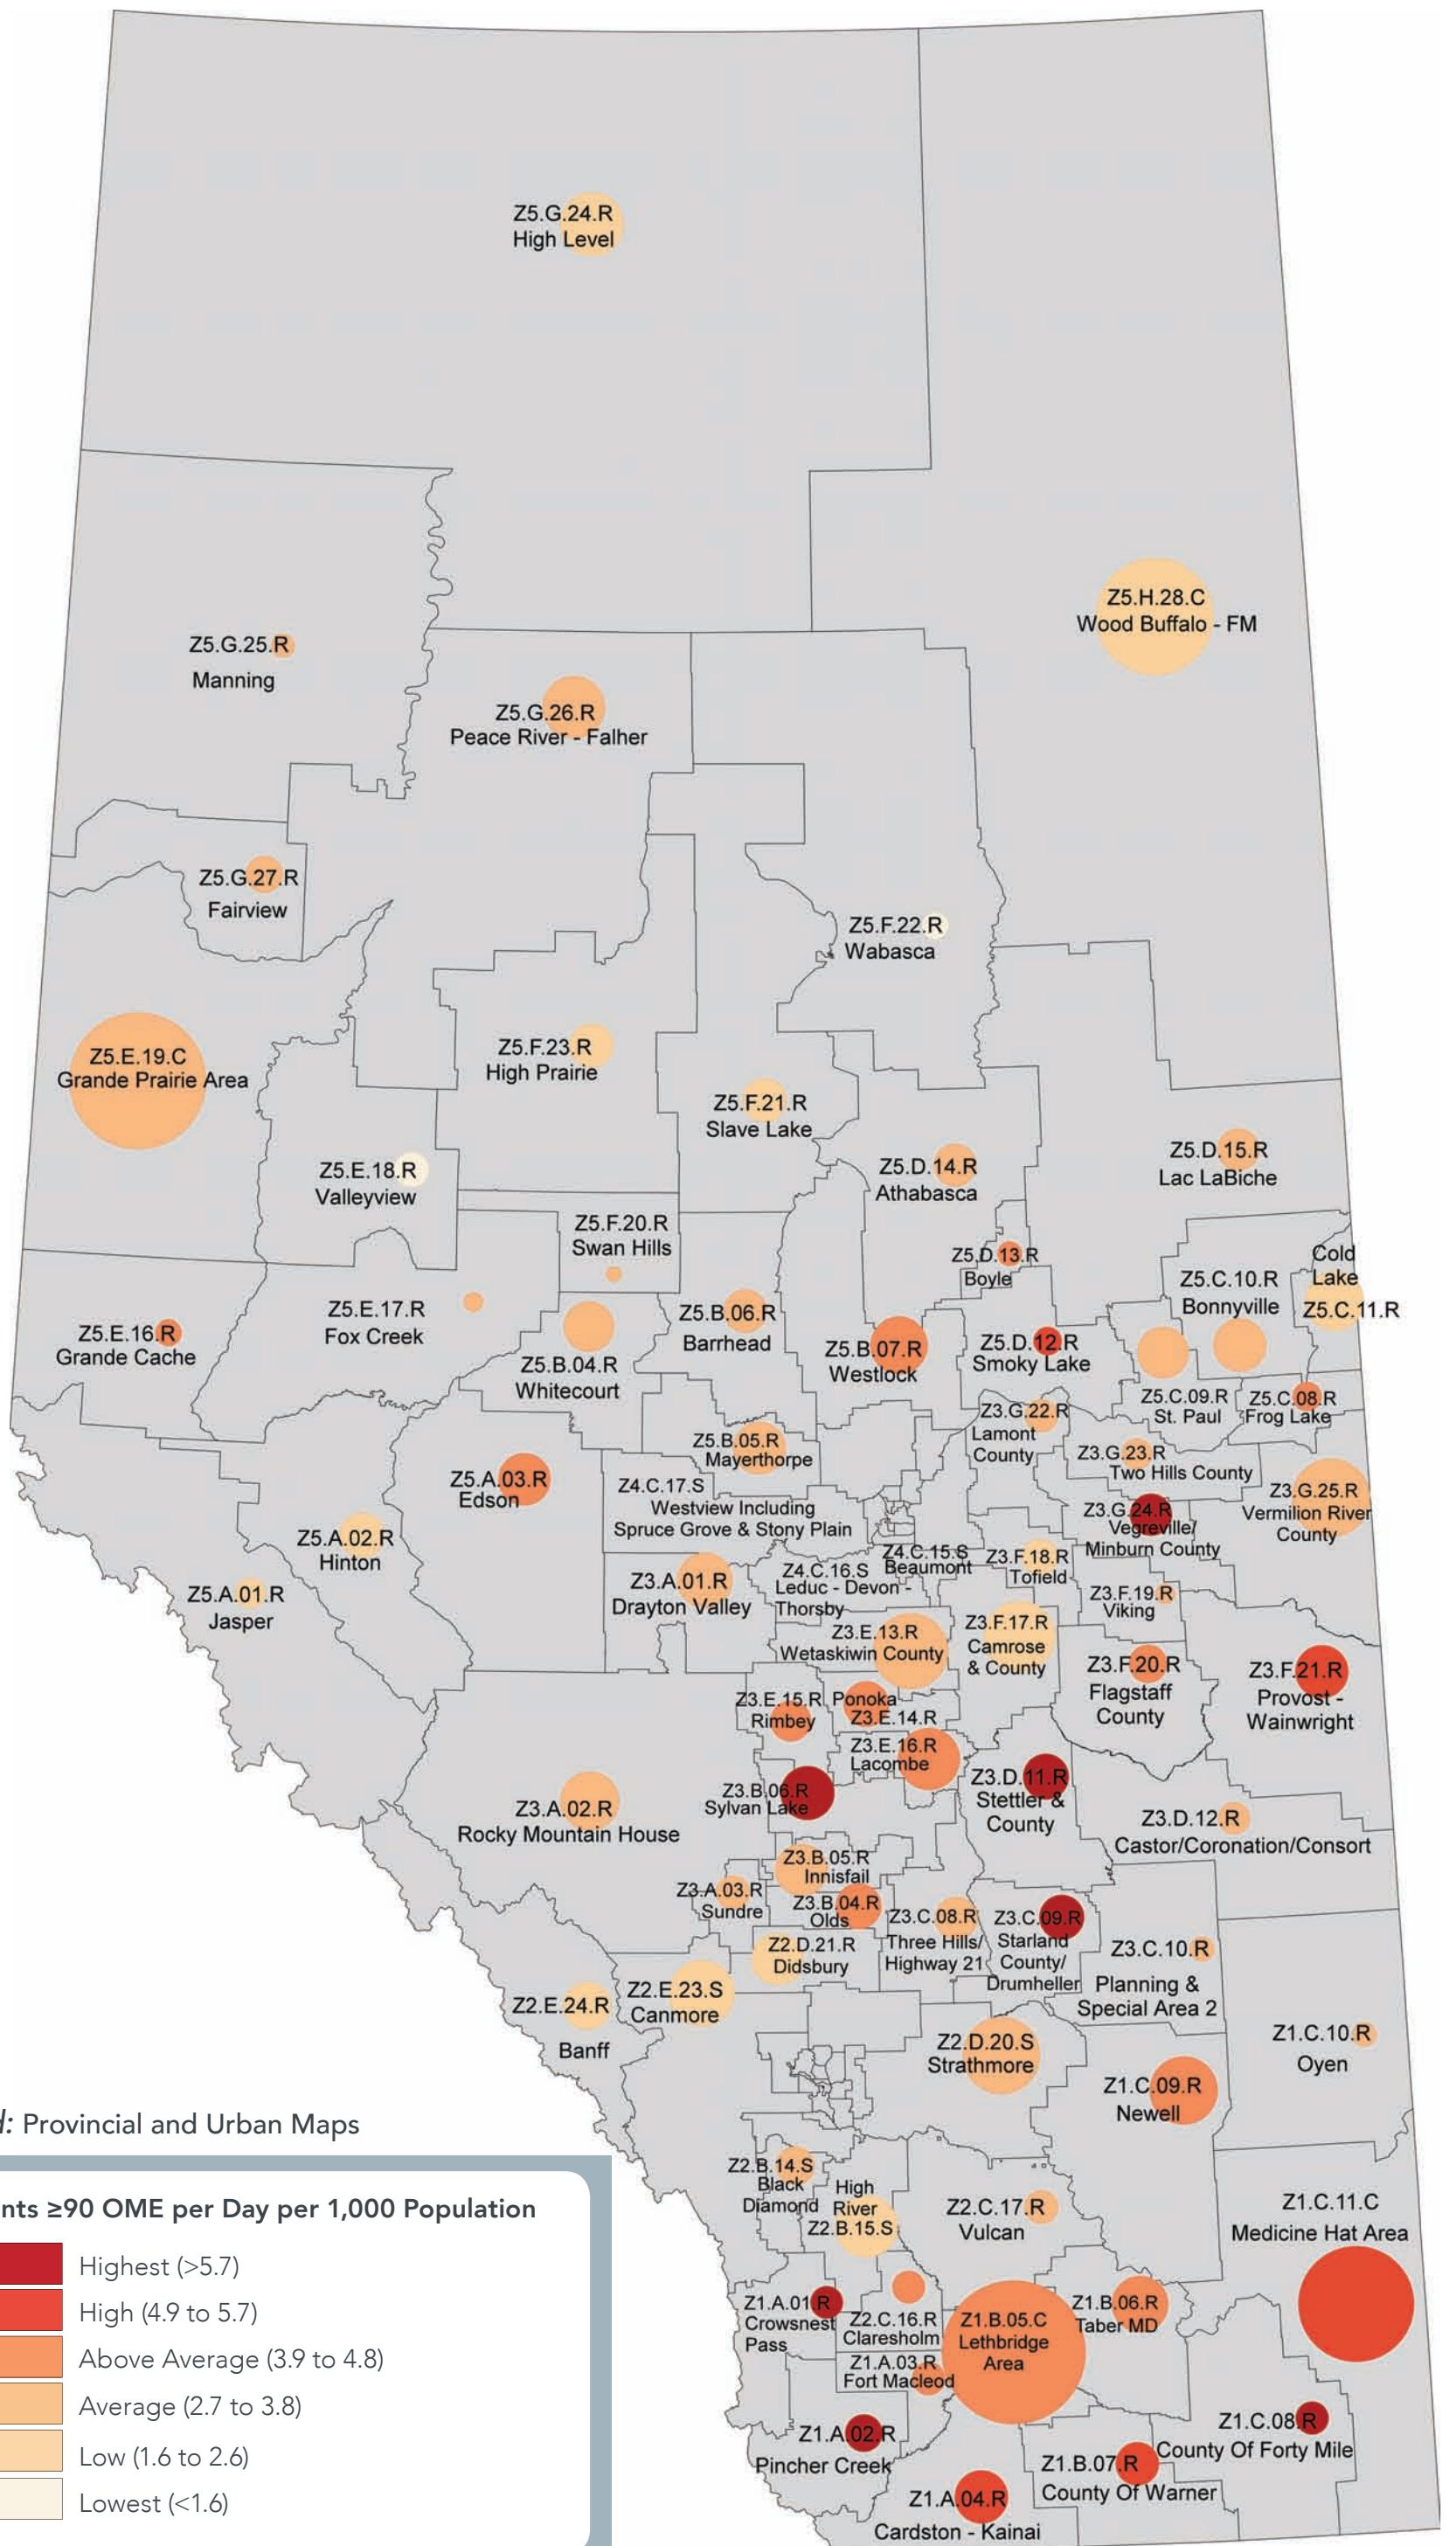 Z5.G.24.R
High Level
Z5.H.28.C
Wood Buffalo - FM
Z5.G.25.R
Manning
Z5.G.26.R
Peace River - Falher
Z5.G.27.R
Fairview
Z5.F.22.R
Wabasca
Z5.E.19.C
Grande Prairie Area
Z5.F.23.R
High Prairie
Z5.F.21.R
Slave Lake
Z5.E.18.R
Valleyview
Z5.D.14.R
Athabasca
Z5.D.15.R
Lac LaBiche
Z5.F.20.R
Swan Hills
Z5.D.13.R
Boyle
Cold
Lake
Z5.C.11.R
Z5.C.10.R
Bonnyville
Z5.E.17.R
Fox Creek
Z5.E.16.R
Grande Cache
Z5.B.04.R
Whitecourt
Z5.B.06.R
Barrhead
Z5.B.07.R
Westlock
Z5.D.12.R
Smoky Lake
Z5.C.09.R
St. Paul
Z5.C.08.R
Frog Lake
Z3.G.22.R
Lamont
County
Z5.B.05.R
Mayerthorpe
Z3.G.23.R
Two Hills County
Z5.A.03.R
Edson
Z4.C.17.S
Westview Including
Spruce Grove & Stony Plain
Z3.G.24.R
Vegreville/
Minburn County
Z3.G.25.R
Vermilion River
County
Z5.A.02.R
Hinton
Z5.A.01.R
Jasper
Z3.A.01.R
Drayton Valley
Z4.C.16.S
Leduc - Devon -
Thorsby
Z4.C.15.S
Beaumont
Z3.F.18.R
Tofield
Z3.F.19.R
Viking
Z3.E.13.R
Wetaskiwin County
Z3.F.17.R
Camrose
& County
Z3.F.20.R
Flagstaff
County
Z3.F.21.R
Provost -
Wainwright
Z3.E.15.R
Rimbey
Ponoka
Z3.E.14.R
Z3.E.16.R
Lacombe
Z3.B.06.R
Sylvan Lake
Z3.D.11.R
Stettler &
County
Z3.A.02.R
Rocky Mountain House
Z3.D.12.R
Castor/Coronation/Consort
Z3.B.05.R
Innisfail
Z3.A.03.R
Sundre
Z3.B.04.R
Olds
Z3.C.08.R
Three Hills/
Highway 21
Z3.C.09.R
Starland
County/
Drumheller
Z3.C.10.R
Planning &
Special Area 2
Z2.D.21.R
Didsbury
Z2.E.24.R
Banff
Z2.E.23.S
Canmore
Z2.D.20.S
Strathmore
Z1.C.10.R
Oyen
Z1.C.09.R
Newell
Z2.B.14.S
Black
Diamond
High
River
Z2.B.15.S
Z2.C.17.R
Vulcan
Z1.C.11.C
Medicine Hat Area
Z1.A.01.R
Crowsnest
Pass
Z2.C.16.R
Claresholm
Z1.B.05.C
Lethbridge
Area
Z1.B.06.R
Taber MD
Z1.A.03.R
Fort Macleod
Z1.A.02.R
Pincher Creek
Z1.C.08.R
County Of Forty Mile
Z1.B.07.R
County Of Warner
Z1.A.04.R
Cardston - Kainai
d: Provincial and Urban Maps
nts ≥90 OME per Day per 1,000 Population
Highest (>5.7)
High (4.9 to 5.7)
Above Average (3.9 to 4.8)
Average (2.7 to 3.8)
Low (1.6 to 2.6)
Lowest (<1.6)